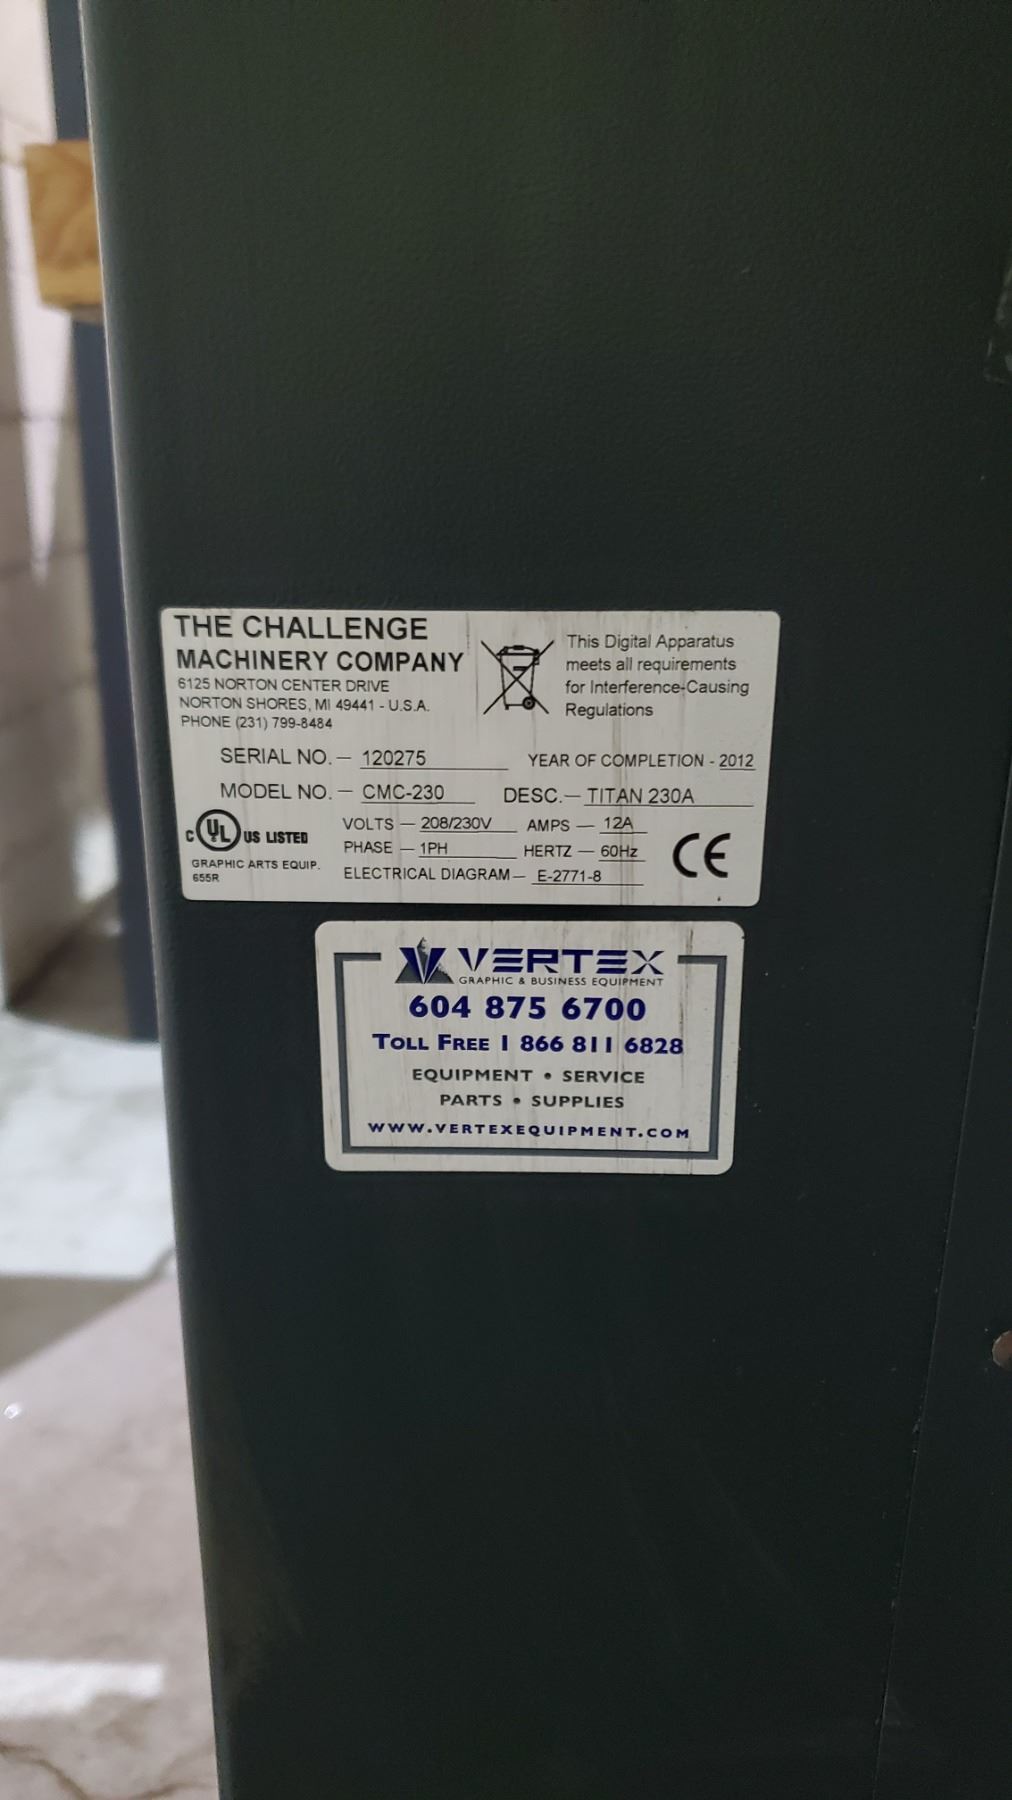 THE CHALLENGE
MACHINERY COMPANY
6125 NORTON CENTER DRIVE
NORTON SHORES, MI 49441 - U.S.A.
PHONE (231) 799-8484
This Digital Apparatus
meets all requirements
for Interference-Causing
Regulations
SERIAL NO. — 120275 YEAR OF COMPLETION - 2012
MODEL NO. — CMC-230 DESC. — TITAN 230A
VOLTS — 208/230V AMPS — 12A
PHASE — 1PH HERTZ — 60Hz
ELECTRICAL DIAGRAM — E-2771-8
C UL US LISTED
GRAPHIC ARTS EQUIP.
655R
CE
VERTEX
GRAPHIC & BUSINESS EQUIPMENT
604 875 6700
TOLL FREE 1 866 811 6828
EQUIPMENT • SERVICE
PARTS • SUPPLIES
WWW.VERTEXEQUIPMENT.COM